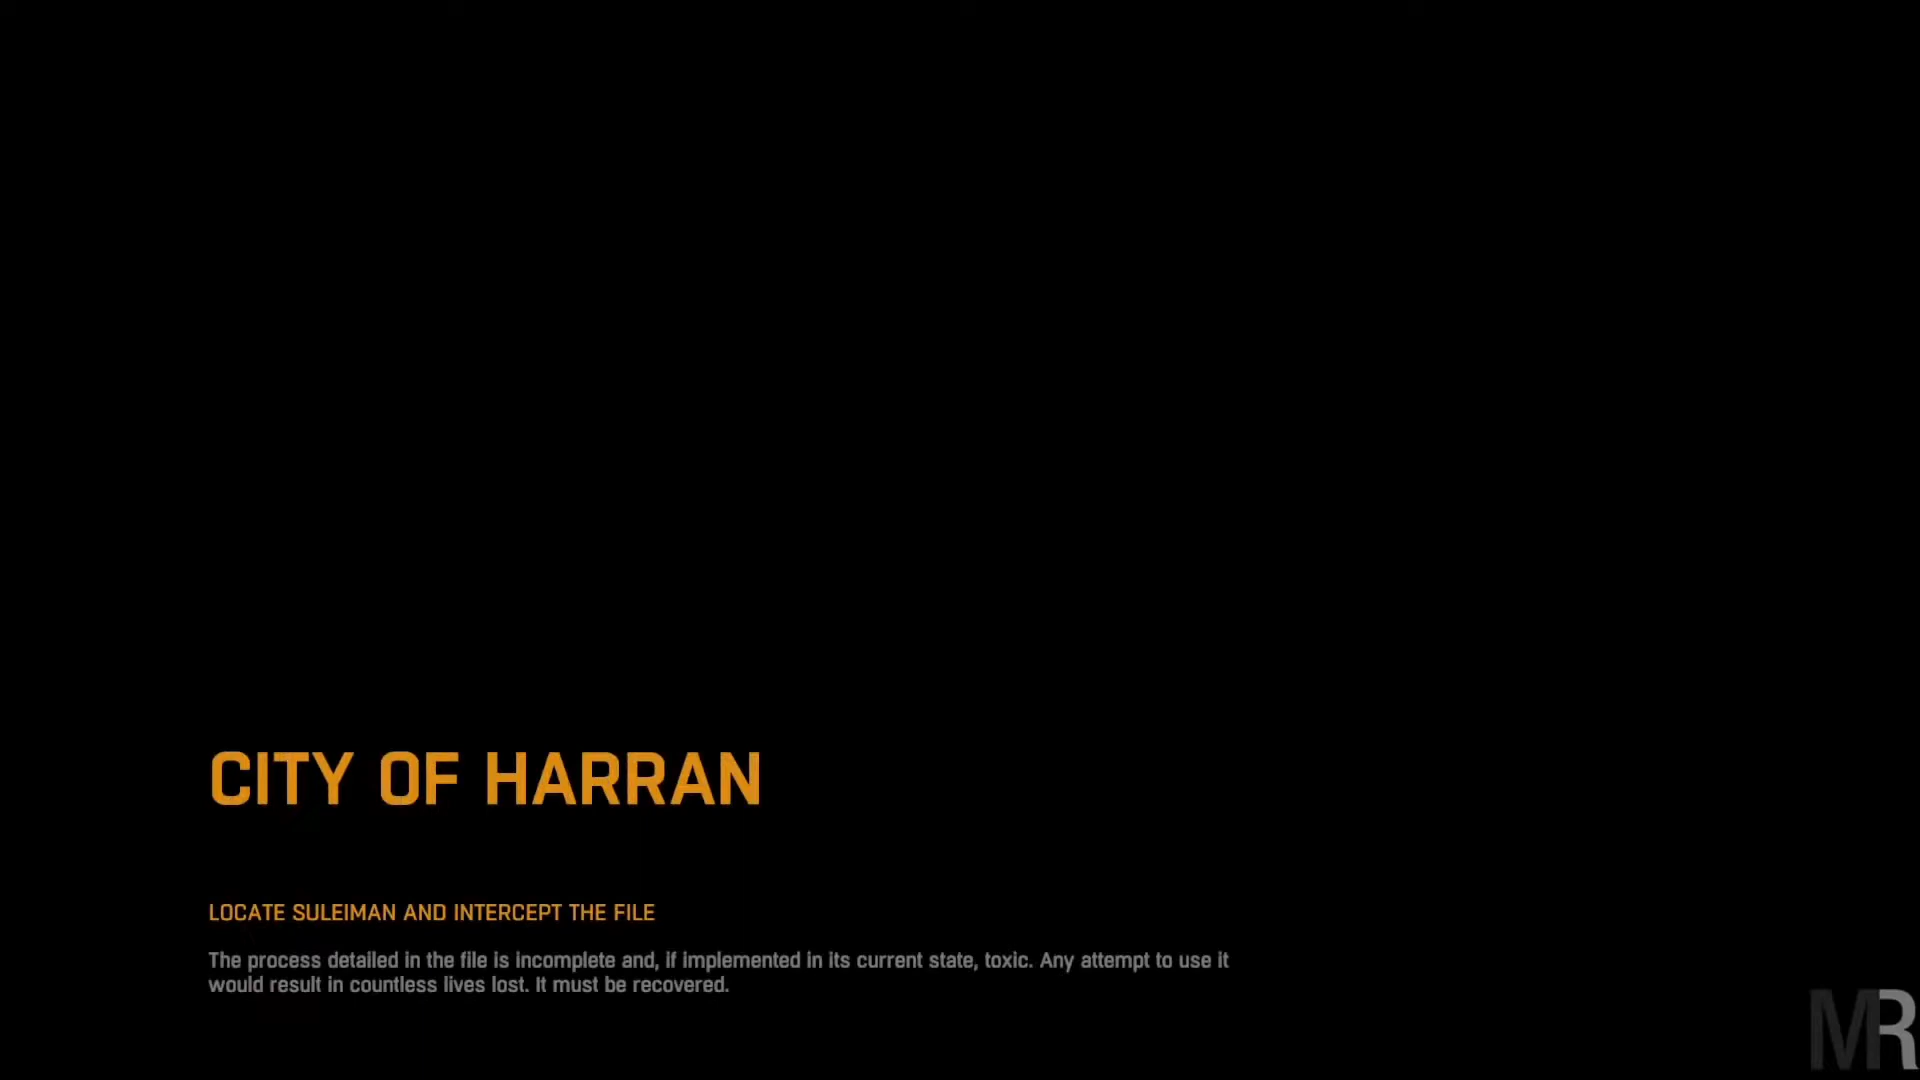 CITY OF HARRAN
LOCATE SULEIMAN AND INTERCEPT THE FILE
The process detailed in the file is incomplete and, if implemented in its current state, toxic. Any attempt to use it
would result in countless lives lost. It must be recovered.
MR